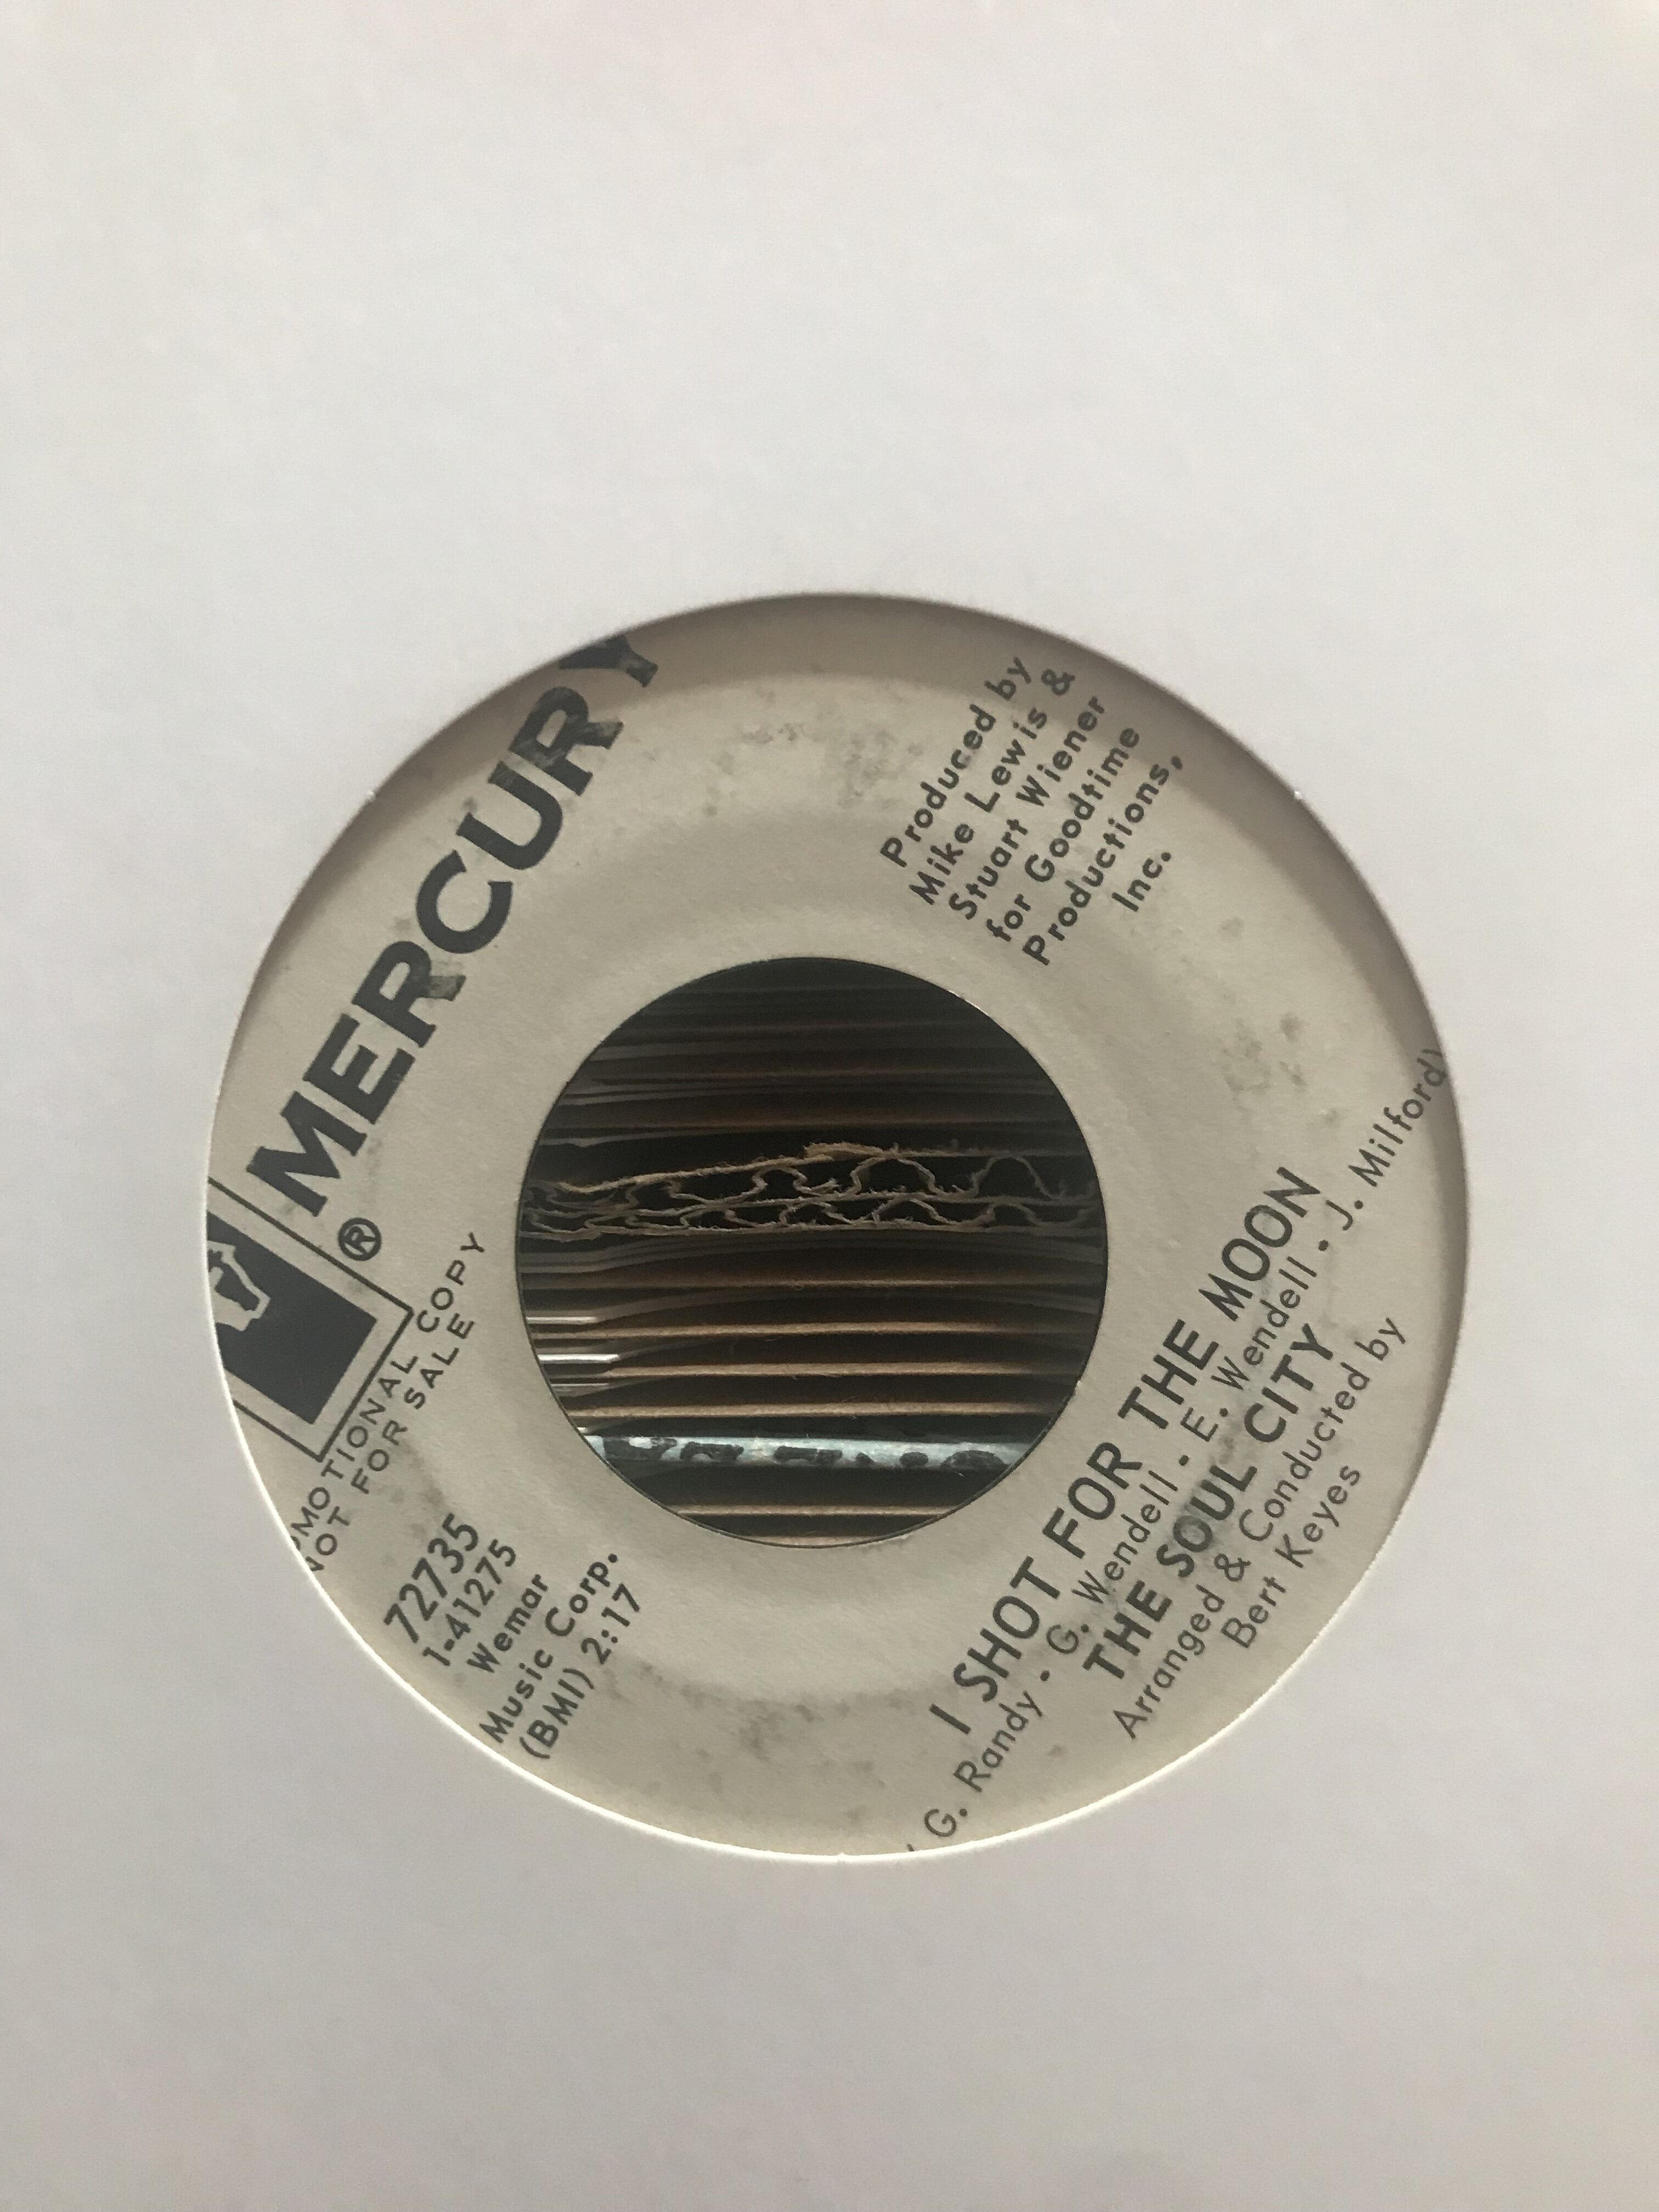 MERCURY
®
PROMOTIONAL COPY
NOT FOR SALE
72735
1-41275
Wemar
Music Corp.
(BMI) 2:17
Produced by
Mike Lewis &
Stuart Wiener
for Goodtime
Productions,
Inc.
I SHOT FOR THE MOON
( G. Randy - G. Wendell - E. Wendell - J. Milford)
THE SOUL CITY
Arranged & Conducted by
Bert Keyes